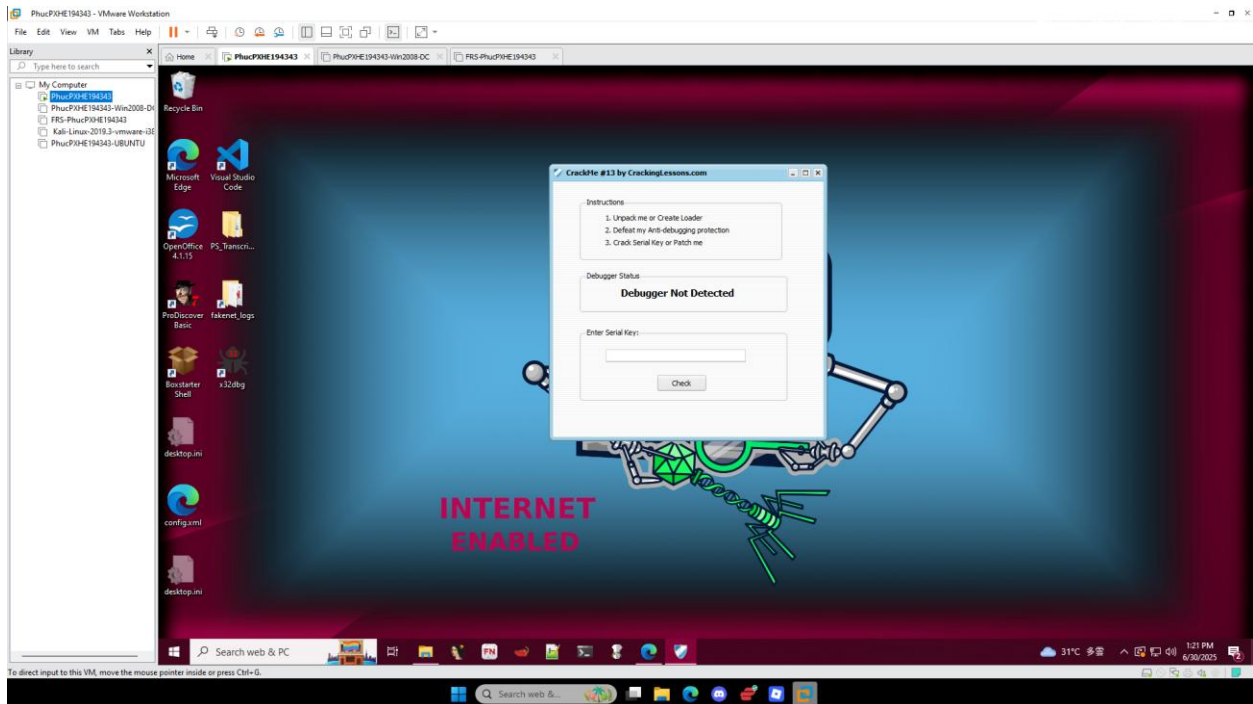 PhucPXHE194343 - VMware Workstation
File Edit View VM Tabs Help
Library
Type here to search
My Computer
PhucPXHE194343
PhucPXHE194343-Win2008-D
FRS-PhucPXHE194343
Kali-Linux-2019.3-vmware-i38
PhucPXHE194343-UBUNTU
Home PhucPXHE194343 PhucPXHE194343-Win2008-DC FRS-PhucPXHE194343
Recycle Bin
Microsoft Edge
Visual Studio Code
OpenOffice 4.1.15
PS_Transcri...
ProDiscover Basic
fakenet_logs
Boxstarter Shell
x32dbg
desktop.ini
config.xml
desktop.ini
CrackMe #13 by CrackingLessons.com
Instructions
1. Unpack me or Create Loader
2. Defeat my Anti-debugging protection
3. Crack Serial Key or Patch me
Debugger Status
Debugger Not Detected
Enter Serial Key:
Check
INTERNET
ENABLED
Search web & PC
FN
31°C 多雲
1:21 PM
6/30/2025
To direct input to this VM, move the mouse pointer inside or press Ctrl+G.
Search web &...